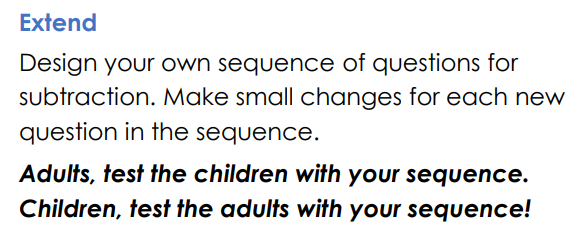 Extend
Design your own sequence of questions for
subtraction. Make small changes for each new
question in the sequence.
Adults, test the children with your sequence.
Children, test the adults with your sequence!